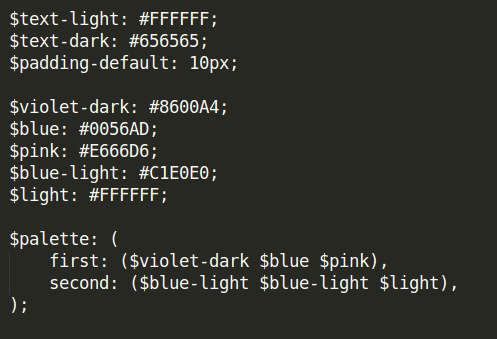 $text-light: #FFFFFF;
$text-dark: #656565;
$padding-default: 10px;
$violet-dark: #8600A4;
$blue: #0056AD;
$pink: #E666D6;
$blue-light: #C1E0E0;
$light: #FFFFFF;
$palette: (
    first: ($violet-dark $blue $pink),
    second: ($blue-light $blue-light $light),
);